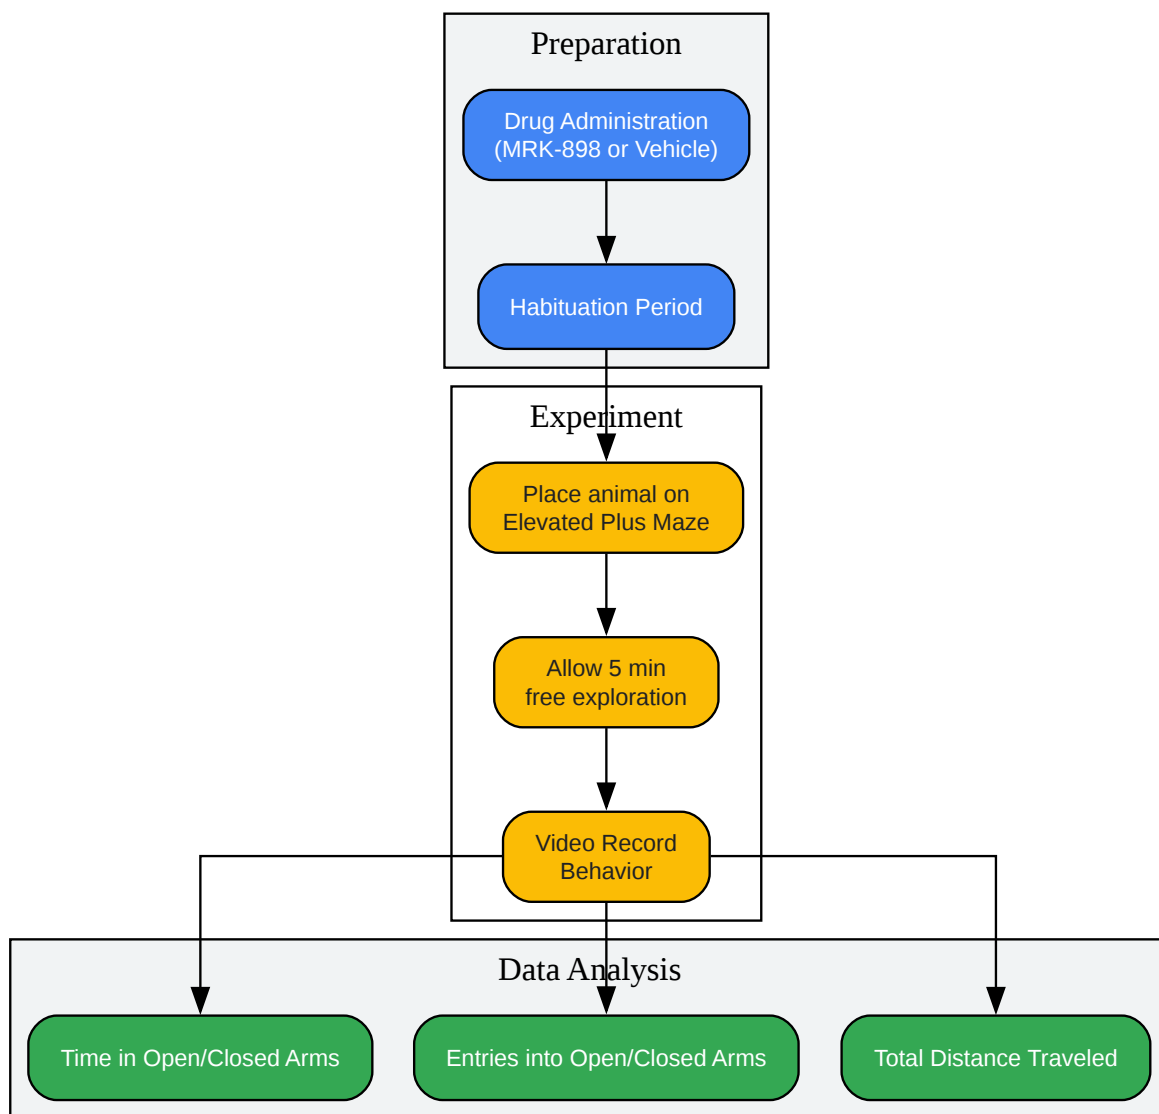 Preparation
Drug Administration
(MRK-898 or Vehicle)
Habituation Period
Experiment
Place animal on
Elevated Plus Maze
Allow 5 min
free exploration
Video Record
Behavior
Data Analysis
Time in Open/Closed Arms
Entries into Open/Closed Arms
Total Distance Traveled